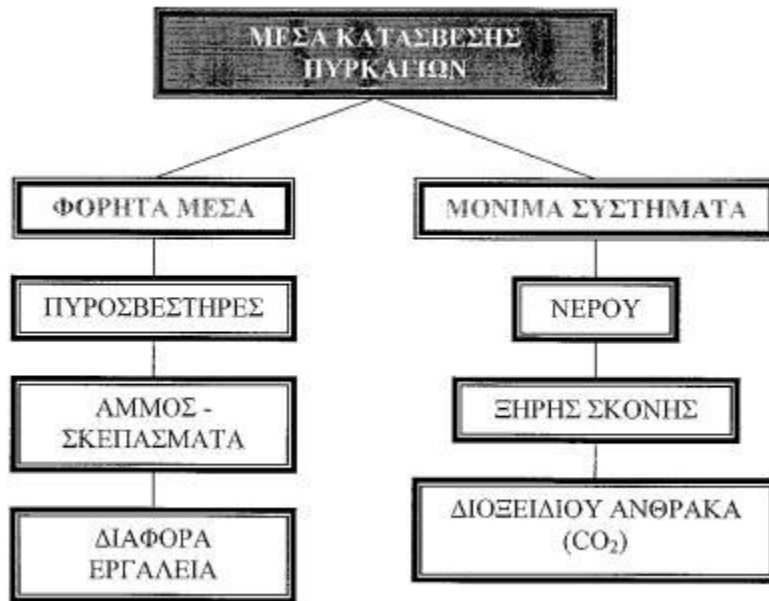 ΜΕΣΑ ΚΑΤΑΣΒΕΣΗΣ
ΠΥΡΚΑΓΙΩΝ
ΦΟΡΗΤΑ ΜΕΣΑ
ΜΟΝΙΜΑ ΣΥΣΤΗΜΑΤΑ
ΠΥΡΟΣΒΕΣΤΗΡΕΣ
ΝΕΡΟΥ
ΑΜΜΟΣ -
ΣΚΕΠΑΣΜΑΤΑ
ΞΗΡΗΣ ΣΚΟΝΗΣ
ΔΙΑΦΟΡΑ
ΕΡΓΑΛΕΙΑ
ΔΙΟΞΕΙΔΙΟΥ ΑΝΘΡΑΚΑ
(CO₂)